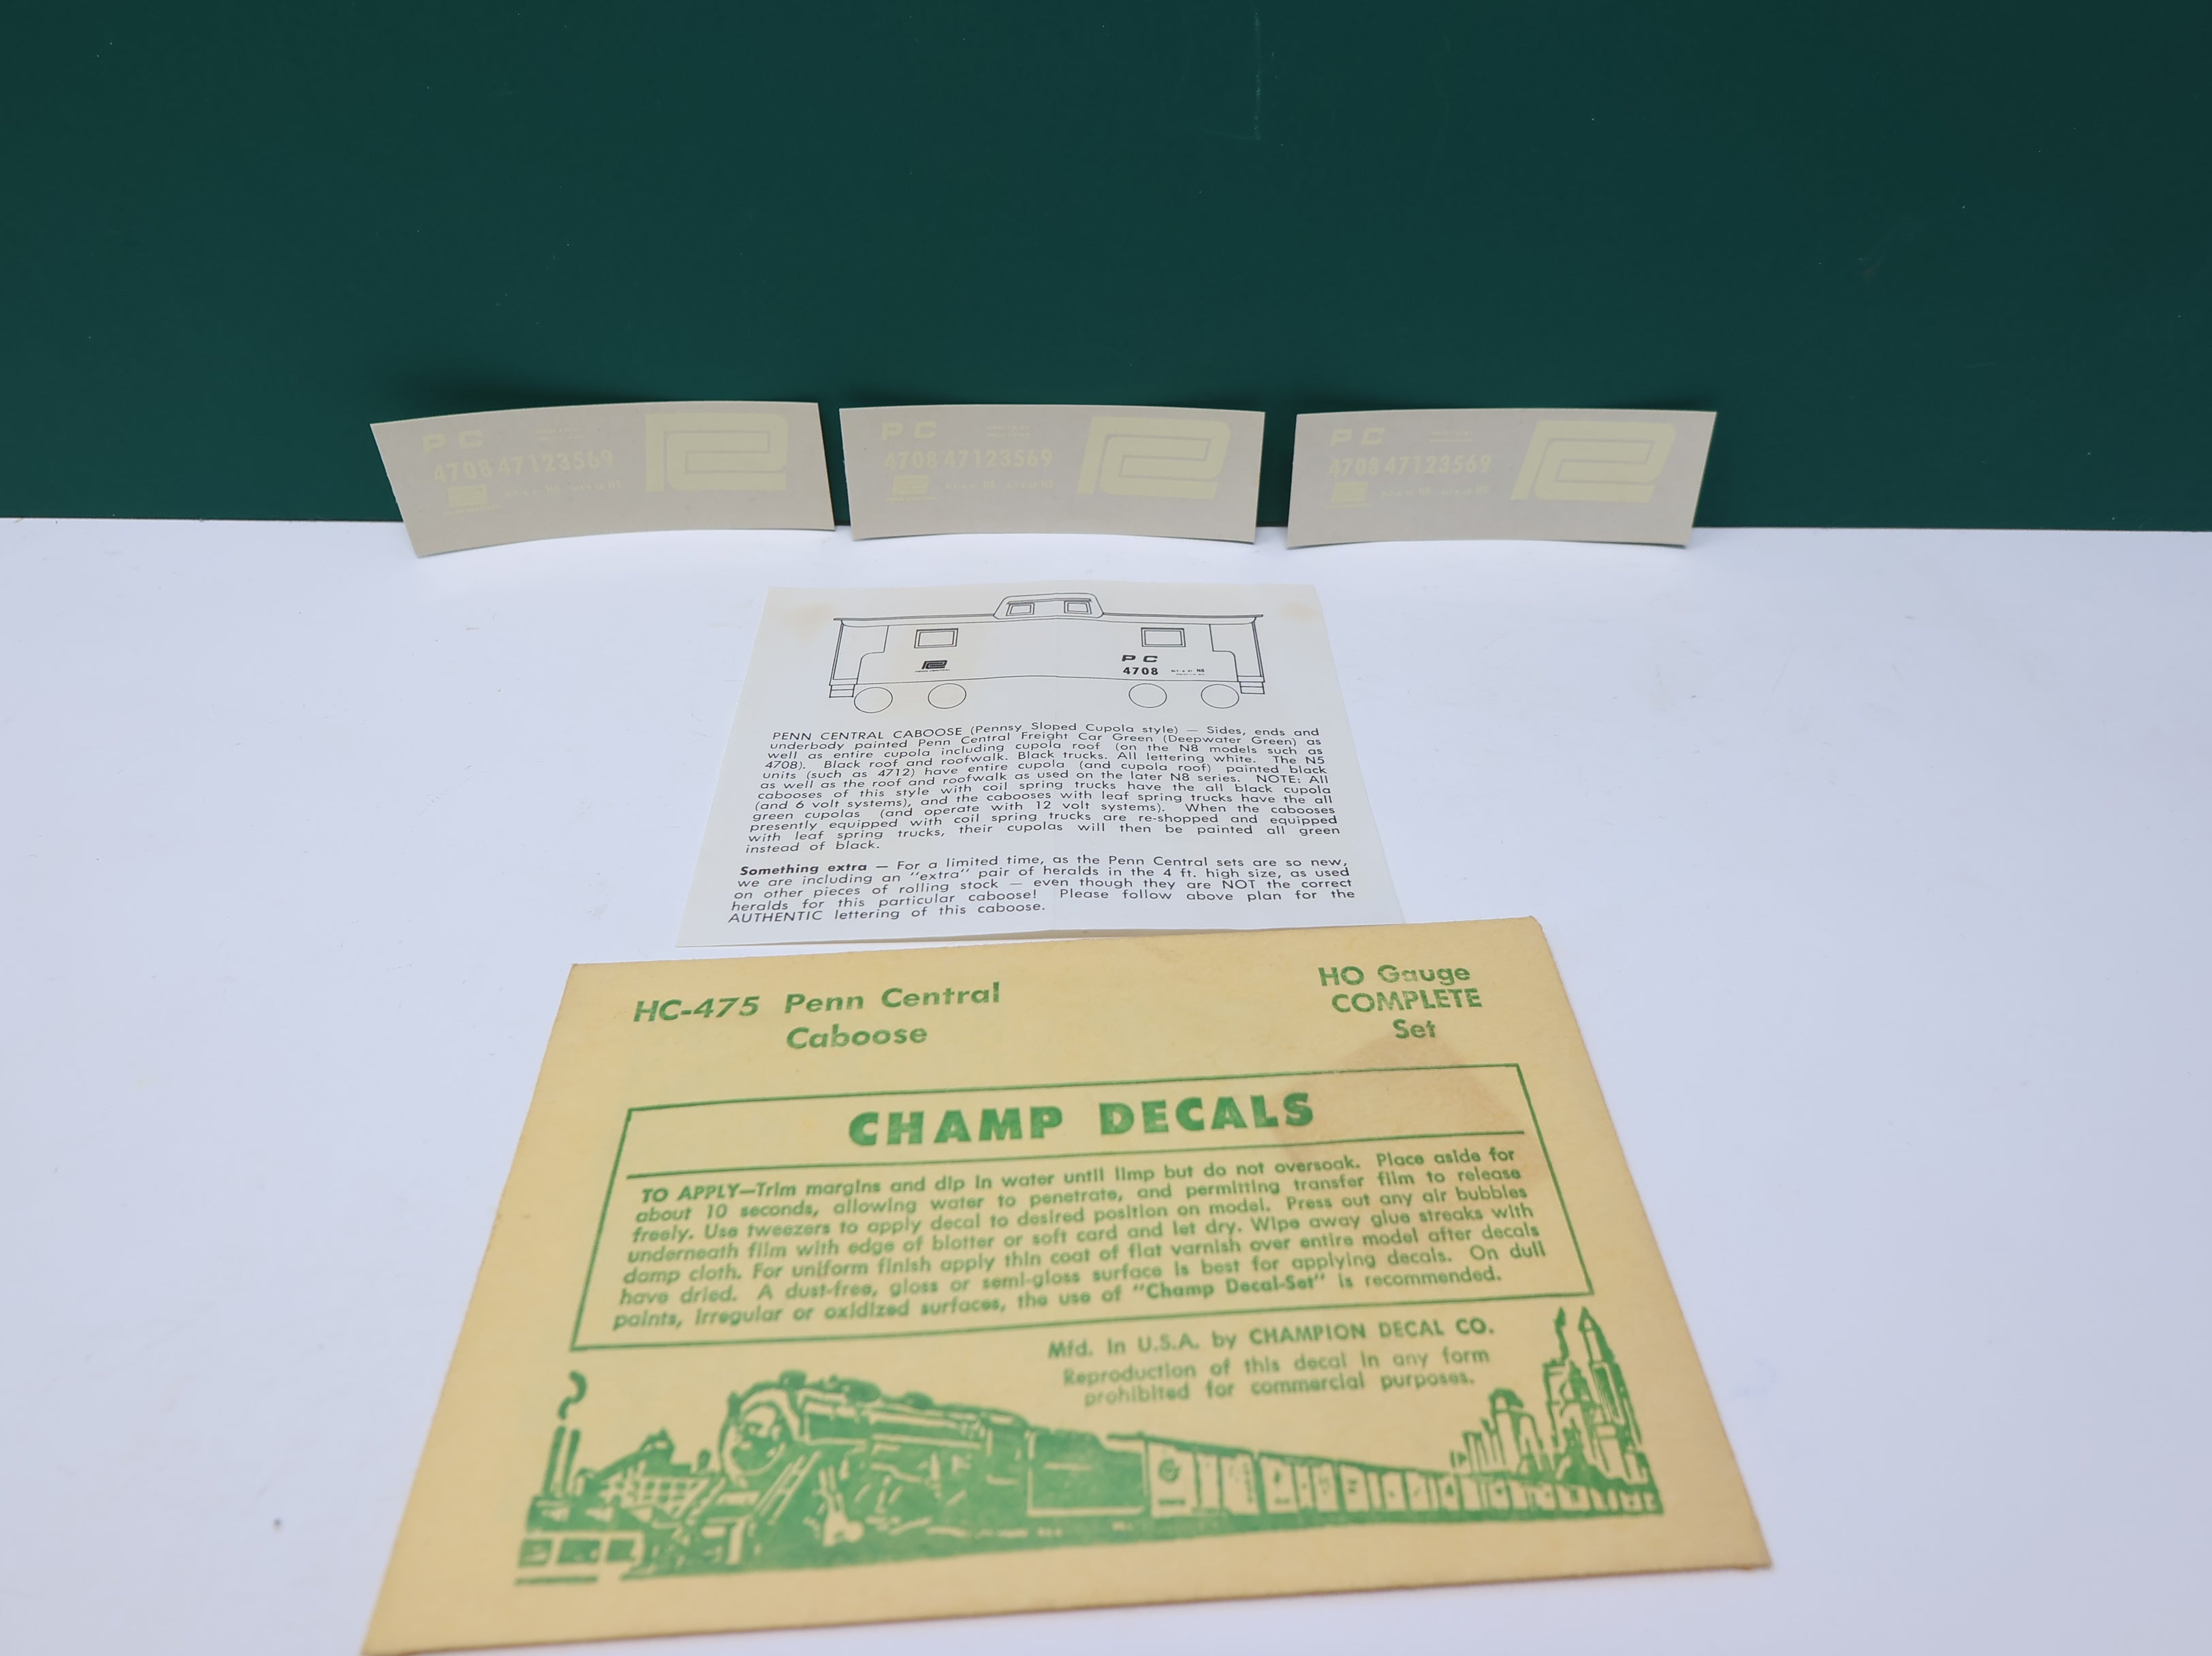 P C
4708 47123569
P C
4708 47123569
P C
4708 47123569
P C
4708
N8
PENN CENTRAL CABOOSE (Pennsy Sloped Cupola style) — Sides, ends and
underbody painted Penn Central Freight Car Green (Deepwater Green) as
well as entire cupola including cupola roof (on the N8 models such as
4708). Black roof and roofwalk. Black trucks. All lettering white. The N5
units (such as 4712) have entire cupola (and cupola roof) painted black
as well as the roof and roofwalk as used on the later N8 series. NOTE: All
cabooses of this style with coil spring trucks have the all black cupola
(and 6 volt systems), and the cabooses with leaf spring trucks have the all
green cupolas (and operate with 12 volt systems). When the cabooses
presently equipped with coil spring trucks are re-shopped and equipped
with leaf spring trucks, their cupolas will then be painted all green
instead of black.
Something extra — For a limited time, as the Penn Central sets are so new,
we are including an "extra" pair of heralds in the 4 ft. high size, as used
on other pieces of rolling stock — even though they are NOT the correct
heralds for this particular caboose! Please follow above plan for the
AUTHENTIC lettering of this caboose.
HC-475 Penn Central
Caboose
HO Gauge
COMPLETE
Set
CHAMP DECALS
TO APPLY—Trim margins and dip in water until limp but do not oversoak. Place aside for
about 10 seconds, allowing water to penetrate, and permitting transfer film to release
freely. Use tweezers to apply decal to desired position on model. Press out any air bubbles
underneath film with edge of blotter or soft card and let dry. Wipe away glue streaks with
damp cloth. For uniform finish apply thin coat of flat varnish over entire model after decals
have dried. A dust-free, gloss or semi-gloss surface is best for applying decals. On dull
paints, irregular or oxidized surfaces, the use of "Champ Decal-Set" is recommended.
Mfd. in U.S.A. by CHAMPION DECAL CO.
Reproduction of this decal in any form
prohibited for commercial purposes.